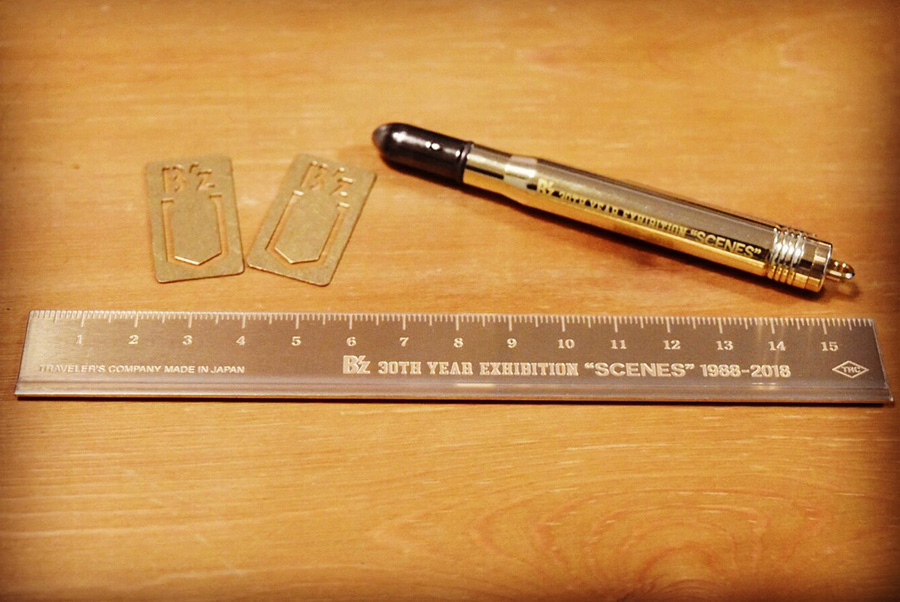 B'z
B'z
B'z 30TH YEAR EXHIBITION "SCENES"
1 2 3 4 5 6 7 8 9 10 11 12 13 14 15
TRAVELER'S COMPANY MADE IN JAPAN
B'z 30TH YEAR EXHIBITION "SCENES" 1988-2018
TRC